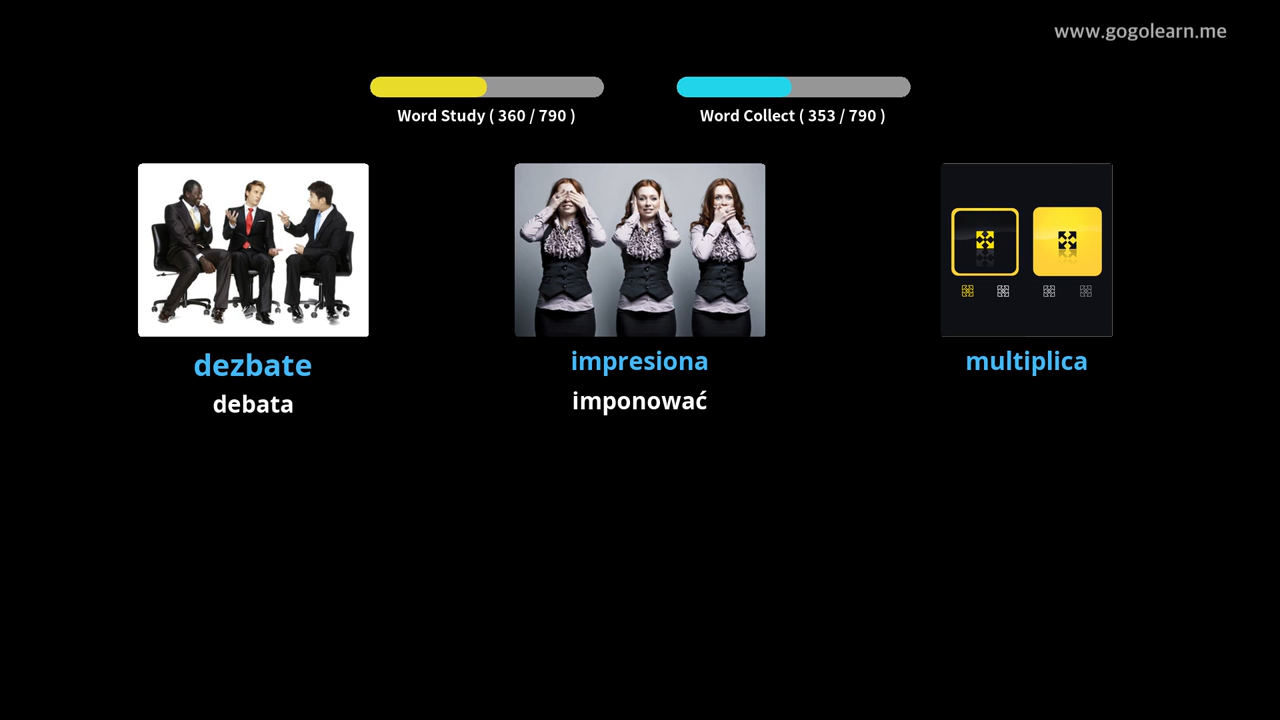 www.gogolearn.me
Word Study ( 360 / 790 )
Word Collect ( 353 / 790 )
dezbate
debata
impresiona
imponować
multiplica